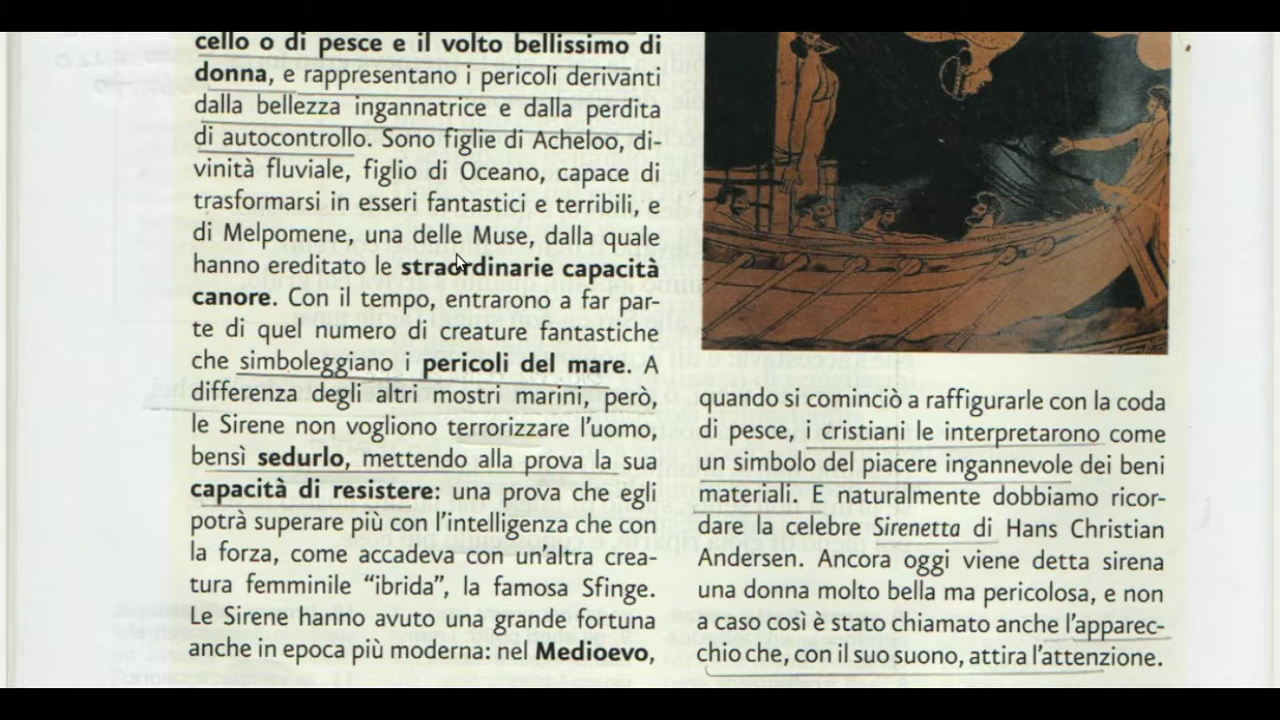 cello o di pesce e il volto bellissimo di
donna, e rappresentano i pericoli derivanti
dalla bellezza ingannatrice e dalla perdita
di autocontrollo. Sono figlie di Acheloo, di-
vinità fluviale, figlio di Oceano, capace di
trasformarsi in esseri fantastici e terribili, e
di Melpomene, una delle Muse, dalla quale
hanno ereditato le straordinarie capacità
canore. Con il tempo, entrarono a far par-
te di quel numero di creature fantastiche
che simboleggiano i pericoli del mare. A
differenza degli altri mostri marini, però,
le Sirene non vogliono terrorizzare l'uomo,
bensì sedurlo, mettendo alla prova la sua
capacità di resistere: una prova che egli
potrà superare più con l'intelligenza che con
la forza, come accadeva con un'altra crea-
tura femminile “ibrida”, la famosa Sfinge.
Le Sirene hanno avuto una grande fortuna
anche in epoca più moderna: nel Medioevo,
quando si cominciò a raffigurarle con la coda
di pesce, i cristiani le interpretarono come
un simbolo del piacere ingannevole dei beni
materiali. E naturalmente dobbiamo ricor-
dare la celebre Sirenetta di Hans Christian
Andersen. Ancora oggi viene detta sirena
una donna molto bella ma pericolosa, e non
a caso così è stato chiamato anche l'apparec-
chio che, con il suo suono, attira l'attenzione.